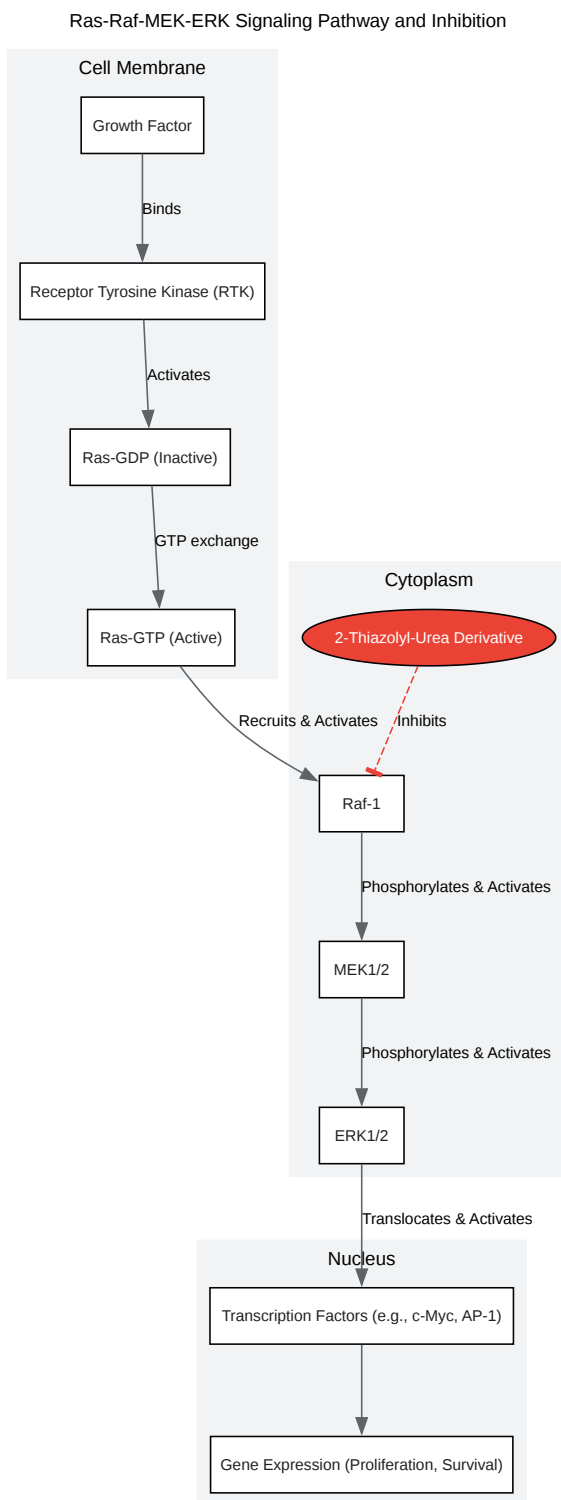 Ras-Raf-MEK-ERK Signaling Pathway and Inhibition
Cell Membrane
Growth Factor
Binds
Receptor Tyrosine Kinase (RTK)
Activates
Ras-GDP (Inactive)
GTP exchange
Ras-GTP (Active)
Cytoplasm
2-Thiazolyl-Urea Derivative
Recruits & Activates
Inhibits
Raf-1
Phosphorylates & Activates
MEK1/2
Phosphorylates & Activates
ERK1/2
Translocates & Activates
Nucleus
Transcription Factors (e.g., c-Myc, AP-1)
Gene Expression (Proliferation, Survival)